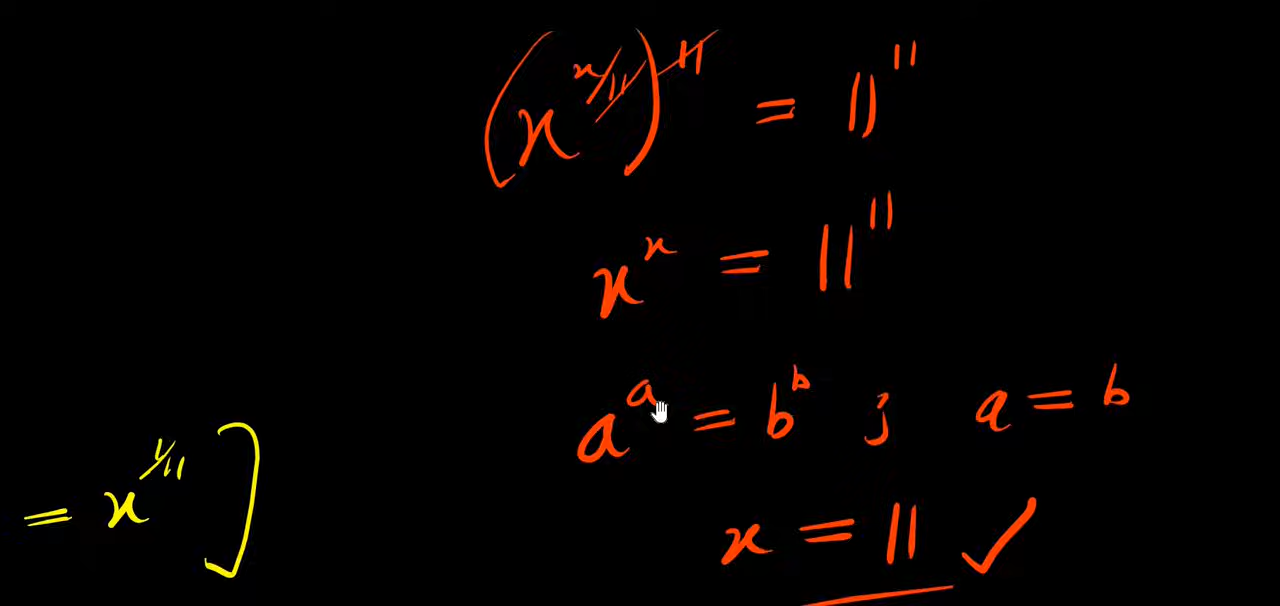 (x^{x/11})^{11} = 11^{11}
x^x = 11^{11}
a^a = b^b ; a = b
= x^{1/11} ]
x = 11 ✓